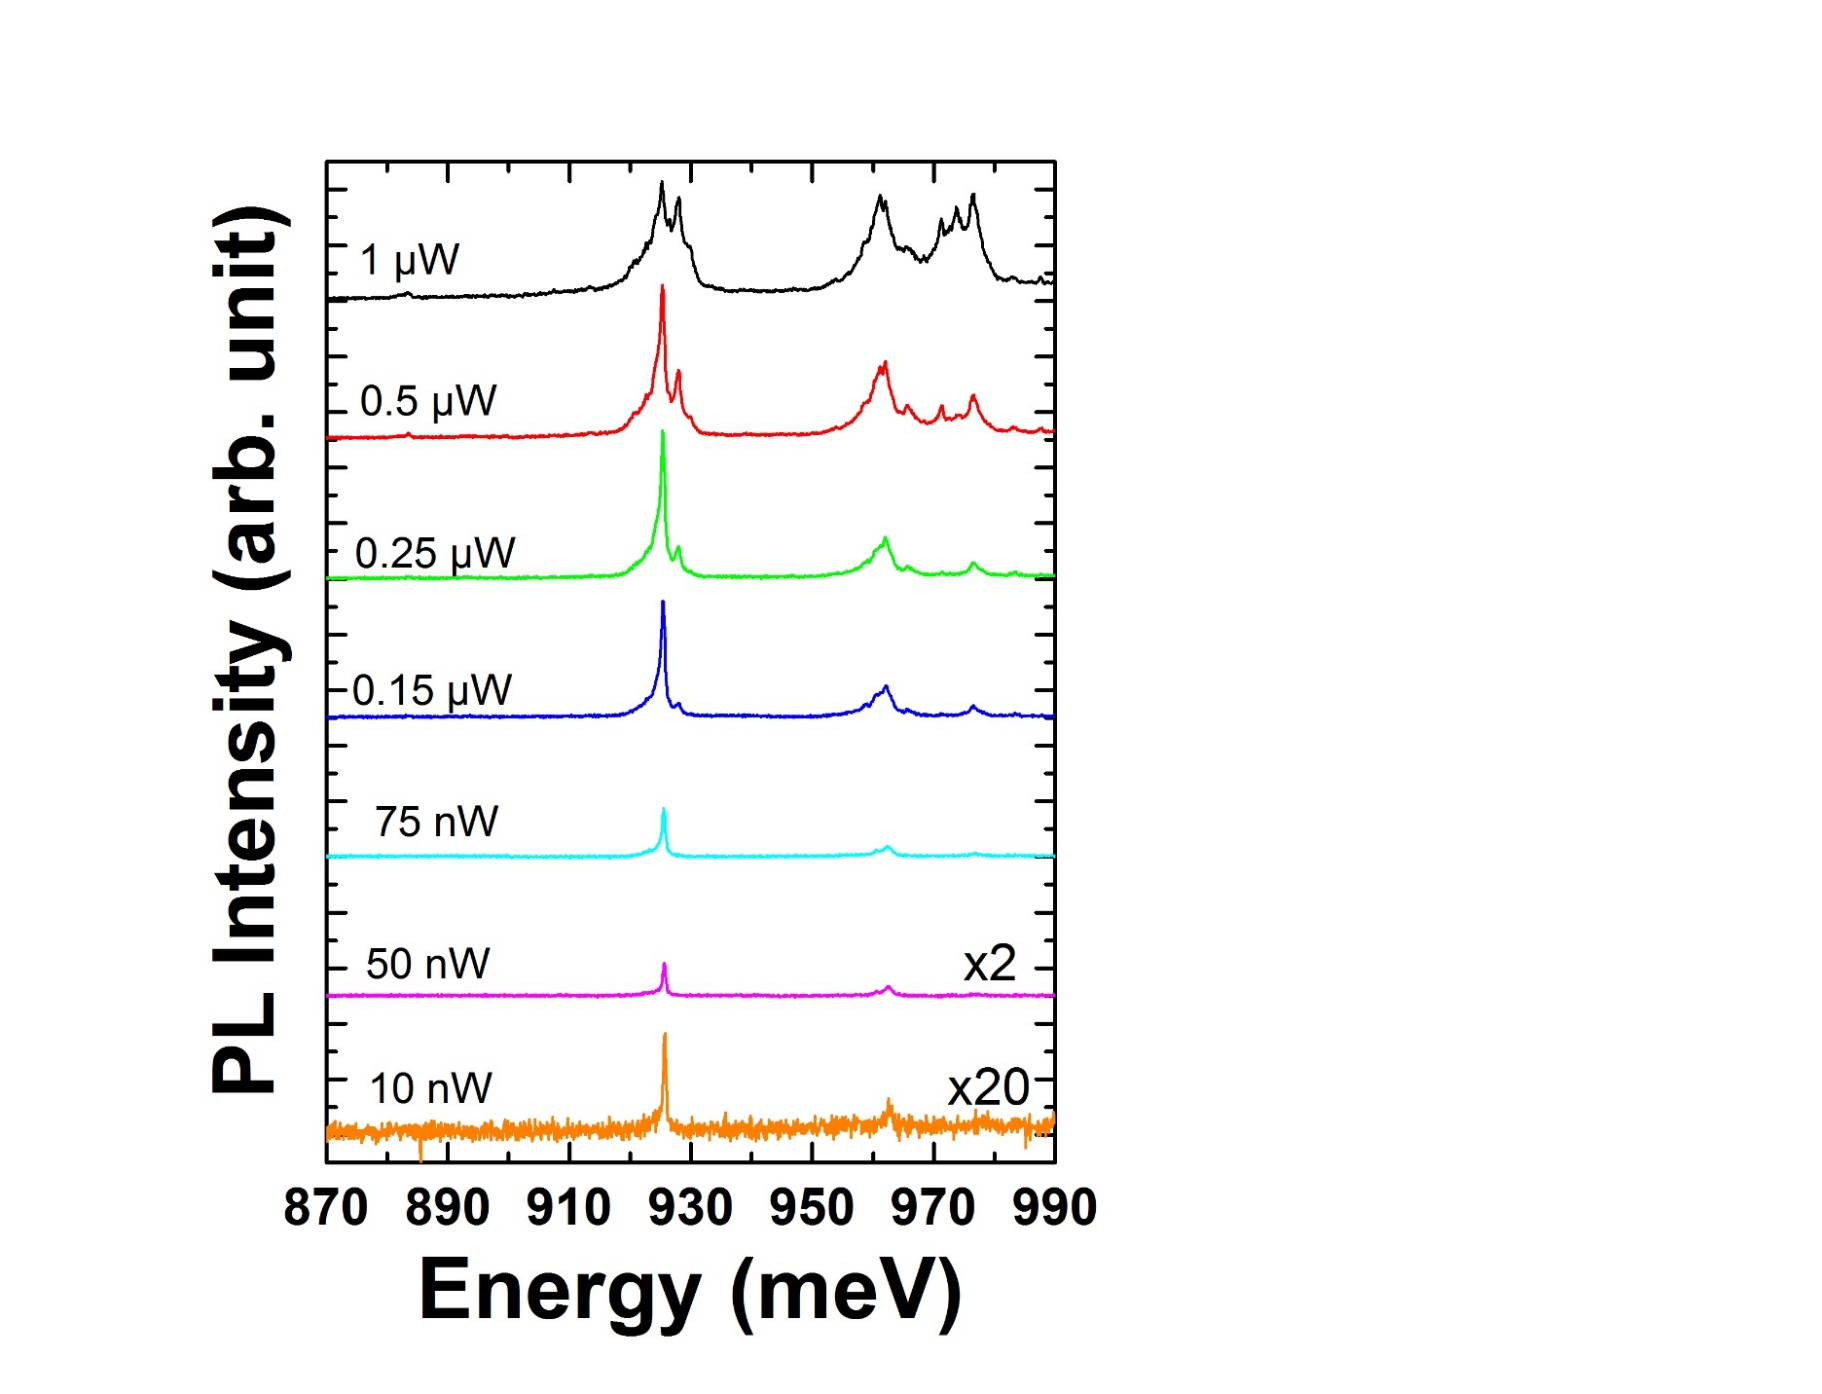 PL Intensity (arb. unit)
1 µW
0.5 µW
0.25 µW
0.15 µW
75 nW
50 nW
x2
10 nW
x20
870 890 910 930 950 970 990
Energy (meV)